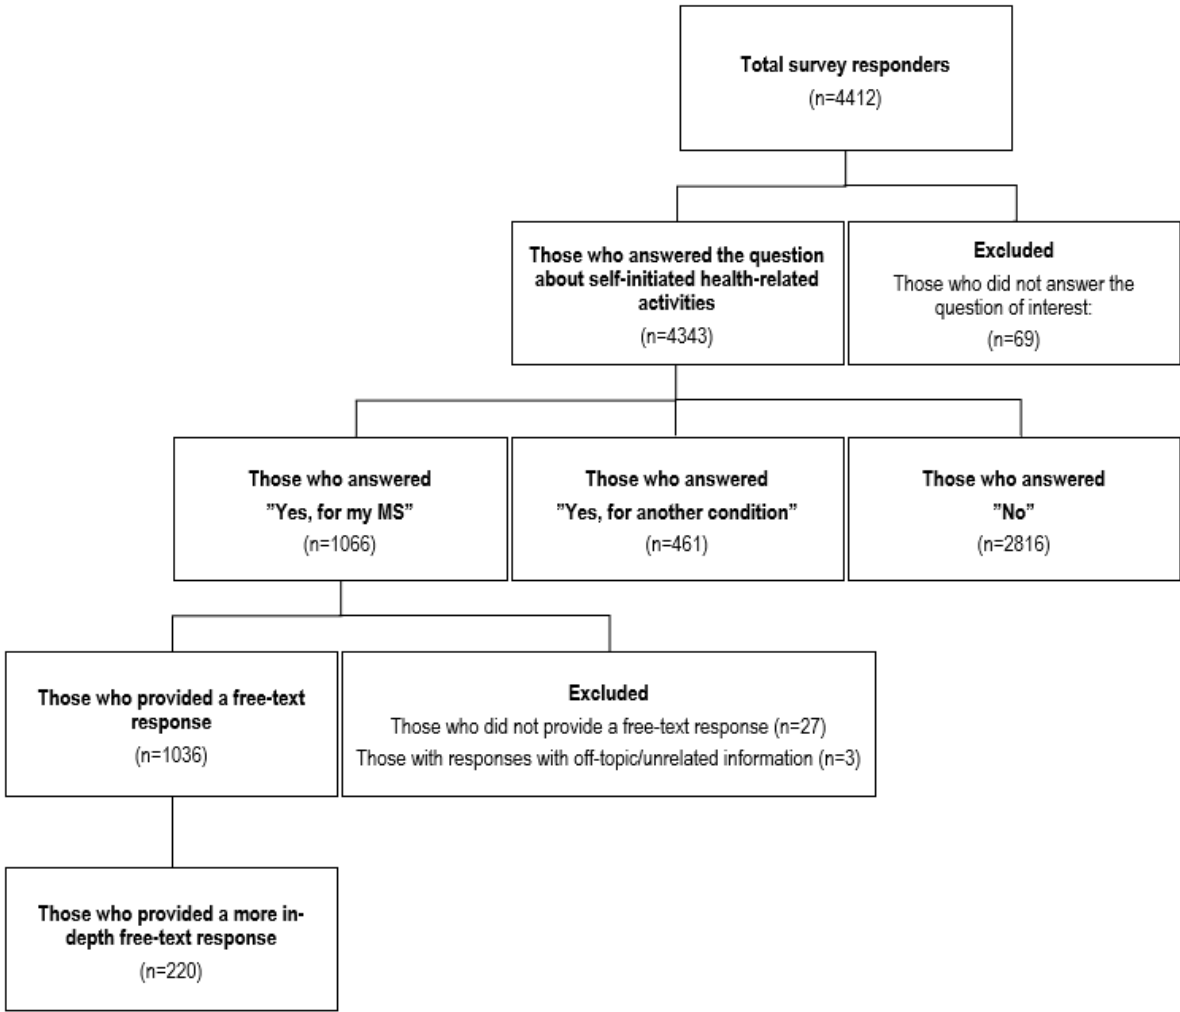 Total survey responders
(n=4412)
Those who answered the question
about self-initiated health-related
activities
(n=4343)
Excluded
Those who did not answer the
question of interest:
(n=69)
Those who answered
”Yes, for my MS”
(n=1066)
Those who answered
”Yes, for another condition”
(n=461)
Those who answered
”No”
(n=2816)
Those who provided a free-text
response
(n=1036)
Excluded
Those who did not provide a free-text response (n=27)
Those with responses with off-topic/unrelated information (n=3)
Those who provided a more in-
depth free-text response
(n=220)